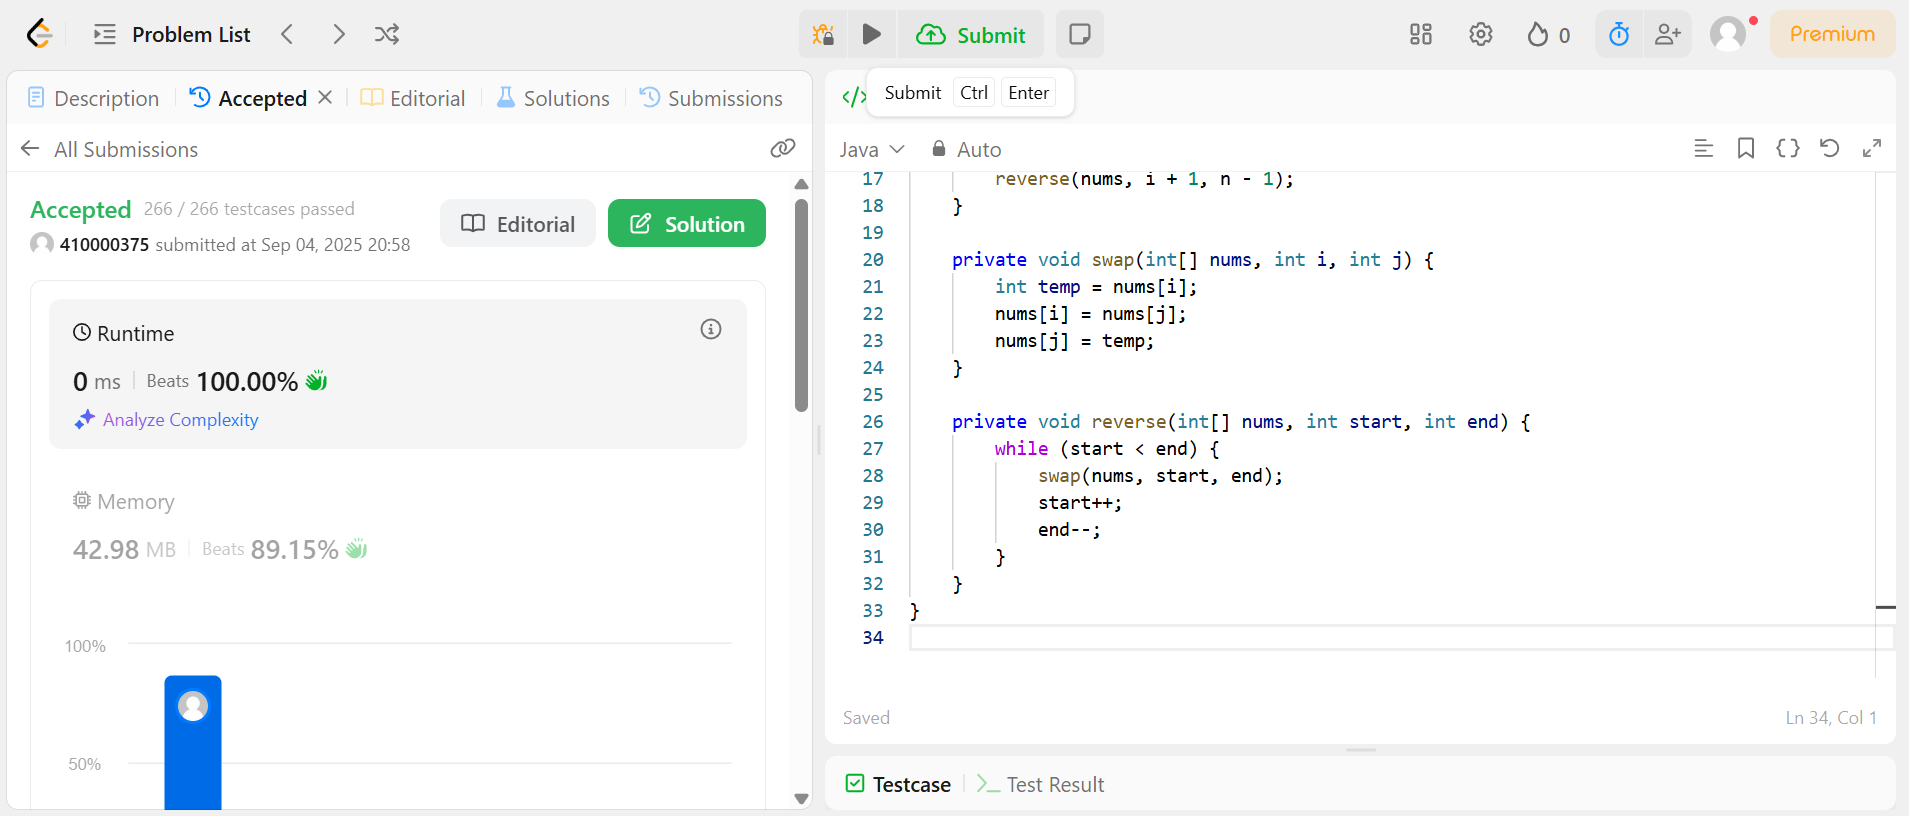 Problem List
Submit
0
Premium
Description
Accepted
Editorial
Solutions
Submissions
Submit Ctrl Enter
All Submissions
Java
Auto
Accepted 266 / 266 testcases passed
410000375 submitted at Sep 04, 2025 20:58
Editorial
Solution
Runtime
0 ms Beats 100.00%
Analyze Complexity
Memory
42.98 MB Beats 89.15%
100%
50%
17 reverse(nums, i + 1, n - 1);
18 }
19
20 private void swap(int[] nums, int i, int j) {
21 int temp = nums[i];
22 nums[i] = nums[j];
23 nums[j] = temp;
24 }
25
26 private void reverse(int[] nums, int start, int end) {
27 while (start < end) {
28 swap(nums, start, end);
29 start++;
30 end--;
31 }
32 }
33 }
34
Saved
Ln 34, Col 1
Testcase
Test Result